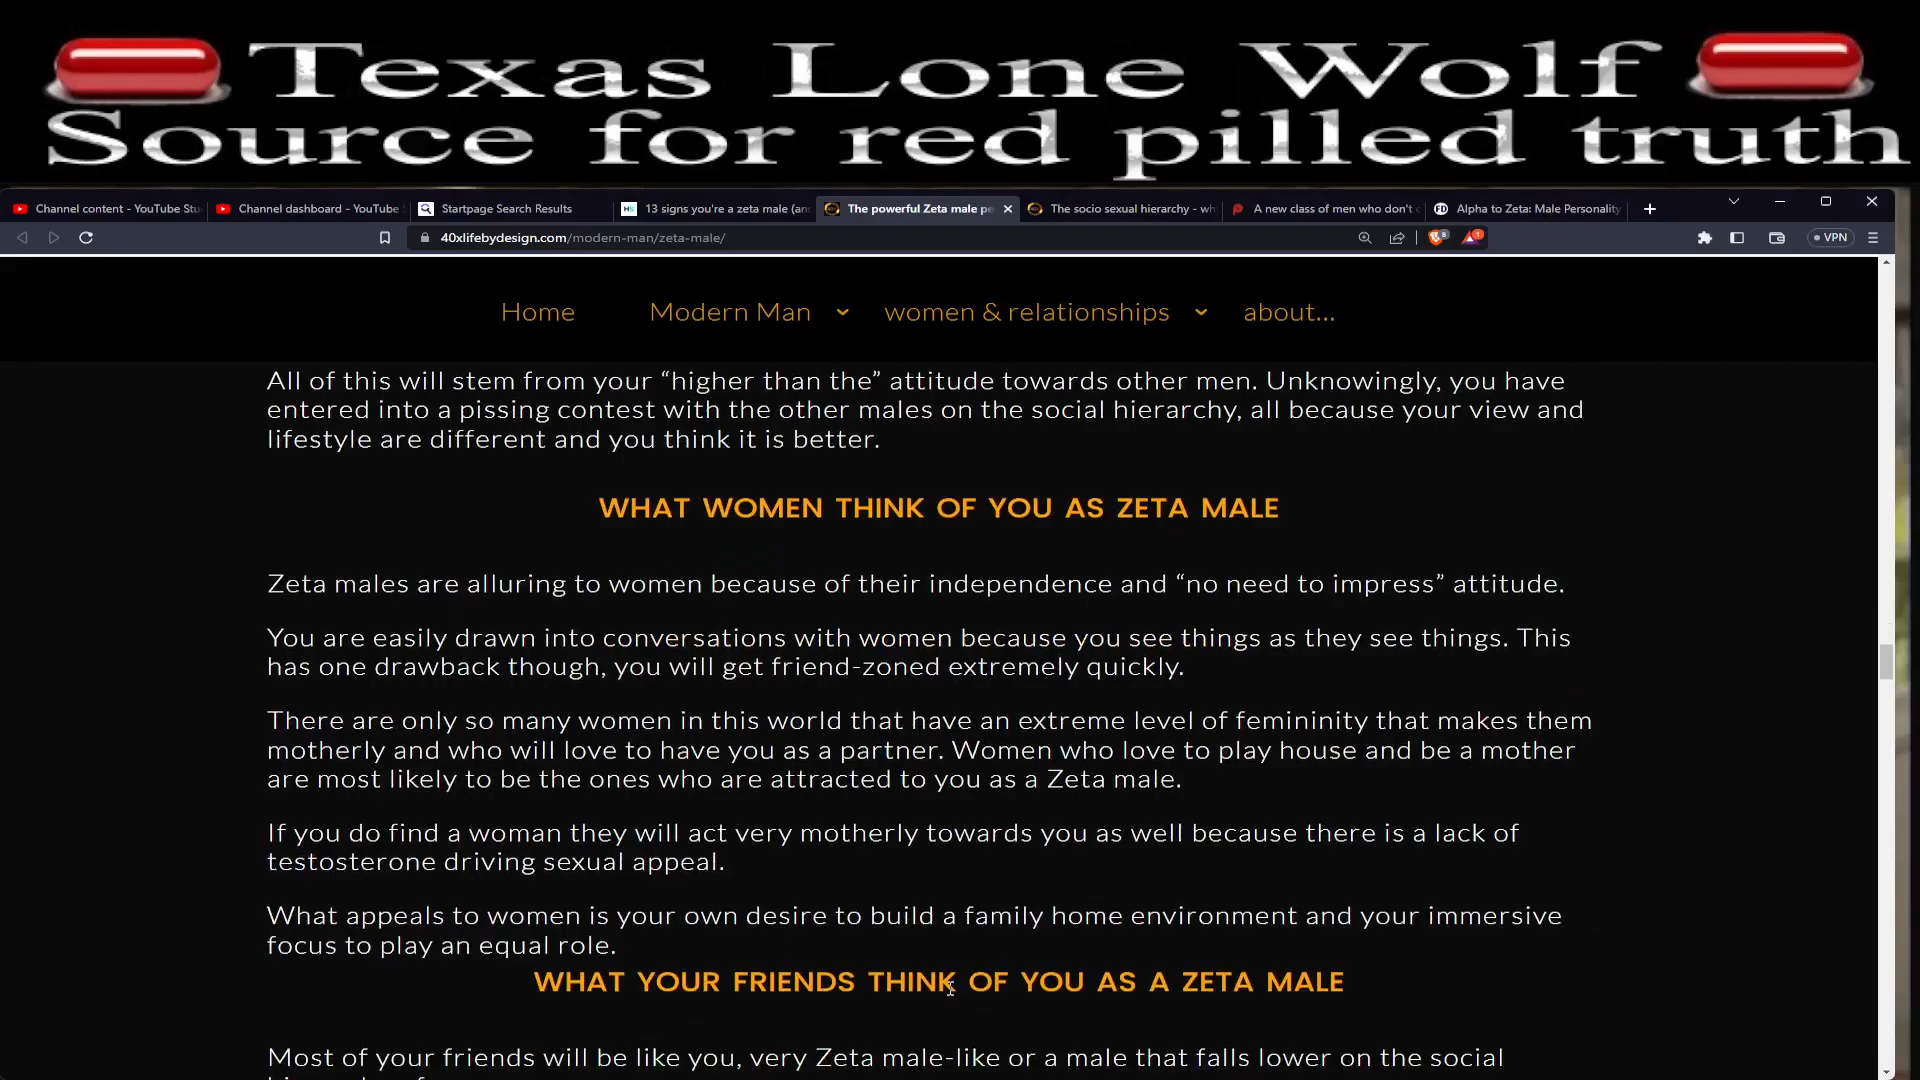 Texas Lone Wolf
Source for red pilled truth
Channel content - YouTube Stu
Channel dashboard - YouTube
Startpage Search Results
13 signs you're a zeta male (an
The powerful Zeta male pe
The socio sexual hierarchy - wh
A new class of men who don't
Alpha to Zeta: Male Personality
40xlifebydesign.com/modern-man/zeta-male/
VPN
Home
Modern Man
women & relationships
about...
All of this will stem from your “higher than the” attitude towards other men. Unknowingly, you have
entered into a pissing contest with the other males on the social hierarchy, all because your view and
lifestyle are different and you think it is better.
WHAT WOMEN THINK OF YOU AS ZETA MALE
Zeta males are alluring to women because of their independence and “no need to impress” attitude.
You are easily drawn into conversations with women because you see things as they see things. This
has one drawback though, you will get friend-zoned extremely quickly.
There are only so many women in this world that have an extreme level of femininity that makes them
motherly and who will love to have you as a partner. Women who love to play house and be a mother
are most likely to be the ones who are attracted to you as a Zeta male.
If you do find a woman they will act very motherly towards you as well because there is a lack of
testosterone driving sexual appeal.
What appeals to women is your own desire to build a family home environment and your immersive
focus to play an equal role.
WHAT YOUR FRIENDS THINK OF YOU AS A ZETA MALE
Most of your friends will be like you, very Zeta male-like or a male that falls lower on the social